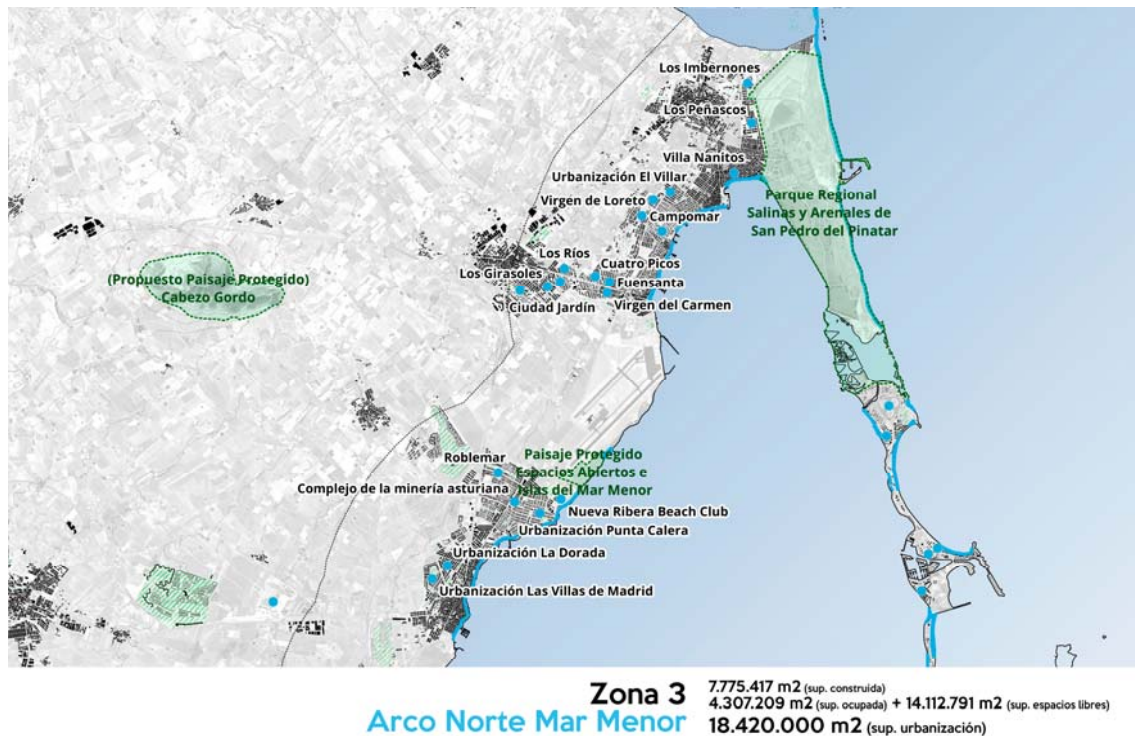 Los Imbernones
Los Peñascos
Villa Nanitos
Urbanización El Villar
Virgen de Loreto
Campomar
Parque Regional
Salinas y Arenales de
San Pedro del Pinatar
Los Ríos
Cuatro Picos
Los Girasoles
Fuensanta
Ciudad Jardín
Virgen del Carmen
(Propuesto Paisaje Protegido)
Cabezo Gordo
Roblemar
Paisaje Protegido
Espacios Abiertos e
Islas del Mar Menor
Complejo de la minería asturiana
Nueva Ribera Beach Club
Urbanización Punta Calera
Urbanización La Dorada
Urbanización Las Villas de Madrid
Zona 3
Arco Norte Mar Menor
7.775.417 m2 (sup. construida)
4.307.209 m2 (sup. ocupada) + 14.112.791 m2 (sup. espacios libres)
18.420.000 m2 (sup. urbanización)